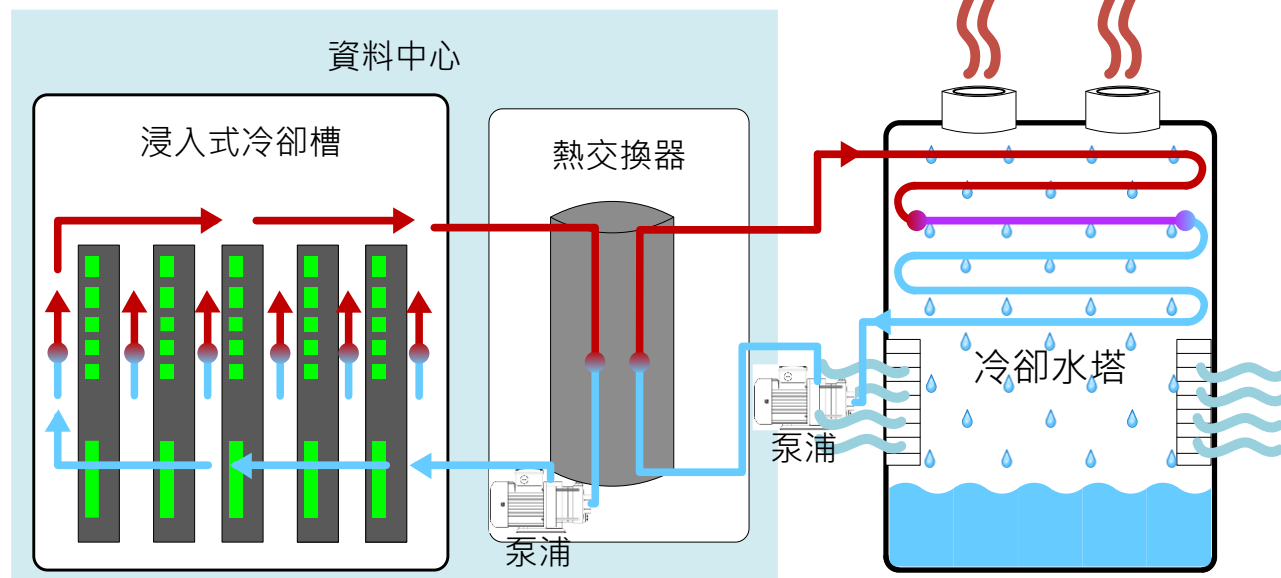 資料中心
浸入式冷卻槽
熱交換器
冷卻水塔
泵浦
泵浦